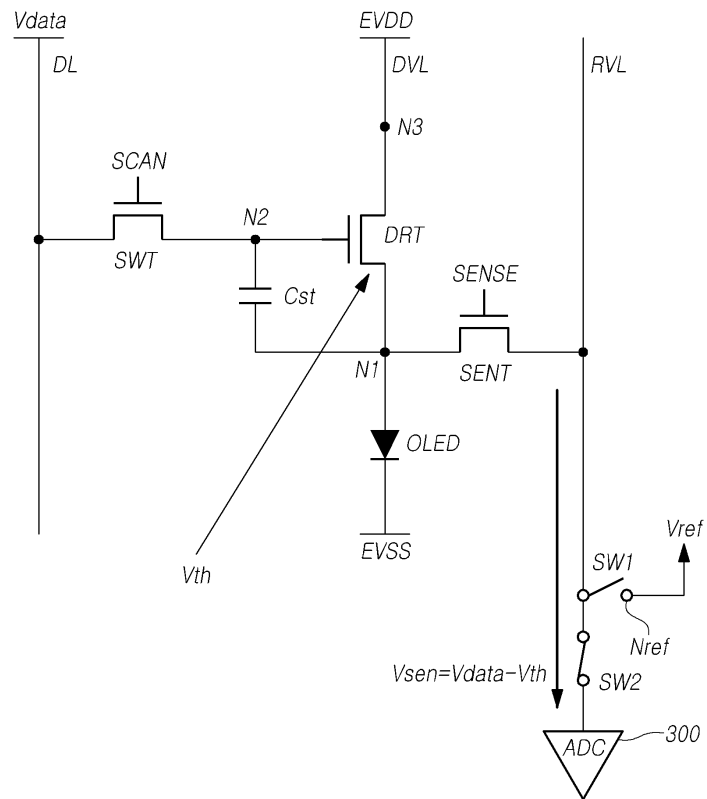 Vdata
EVDD
DL
DVL
RVL
N3
SCAN
N2
DRT
SWT
SENSE
Cst
N1
SENT
OLED
EVSS
Vth
Vref
SW1
Nref
Vsen=Vdata-Vth
SW2
ADC
300